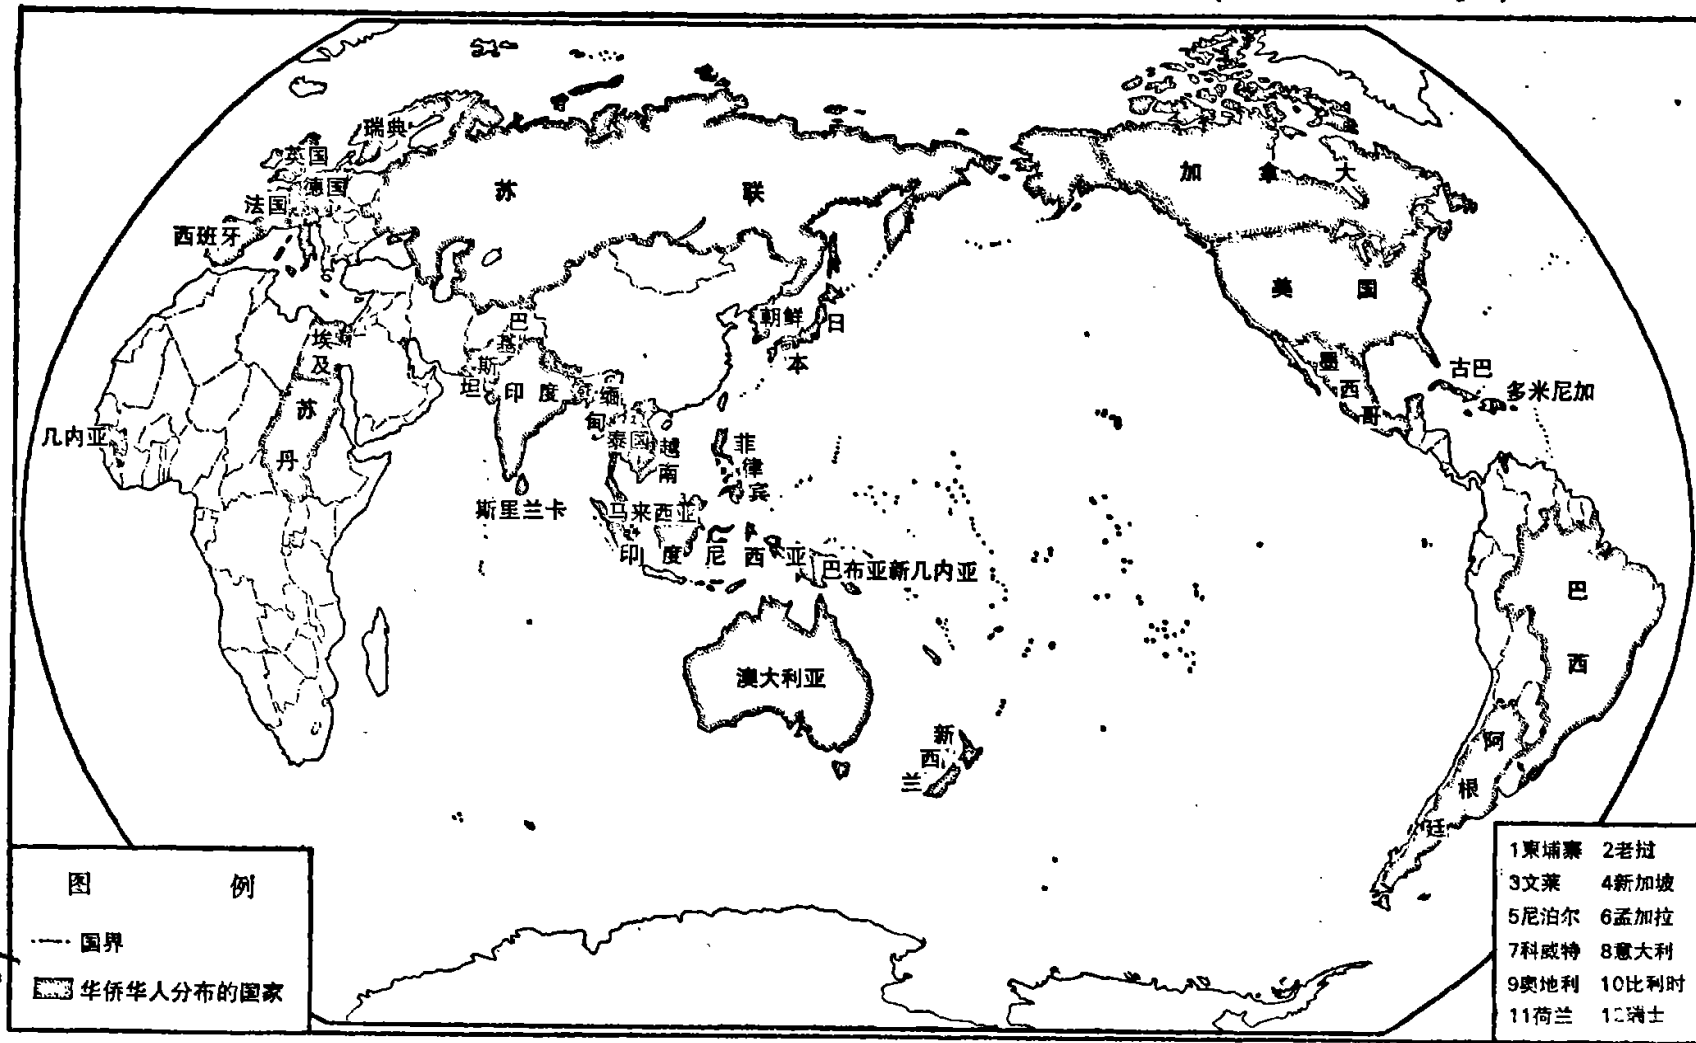 瑞典
英国
德国
法国
西班牙
苏联
加拿大
美国
墨西哥
古巴
多米尼加
埃及
苏丹
几内亚
巴基斯坦
印度
缅甸
泰国
越南
斯里兰卡
朝鲜
日本
菲律宾
马来西亚
印度尼西亚
巴布亚新几内亚
澳大利亚
新西兰
巴西
阿根廷
图例
国界
华侨华人分布的国家
1柬埔寨 2老挝
3文莱 4新加坡
5尼泊尔 6孟加拉
7科威特 8意大利
9奥地利 10比利时
11荷兰 12瑞士